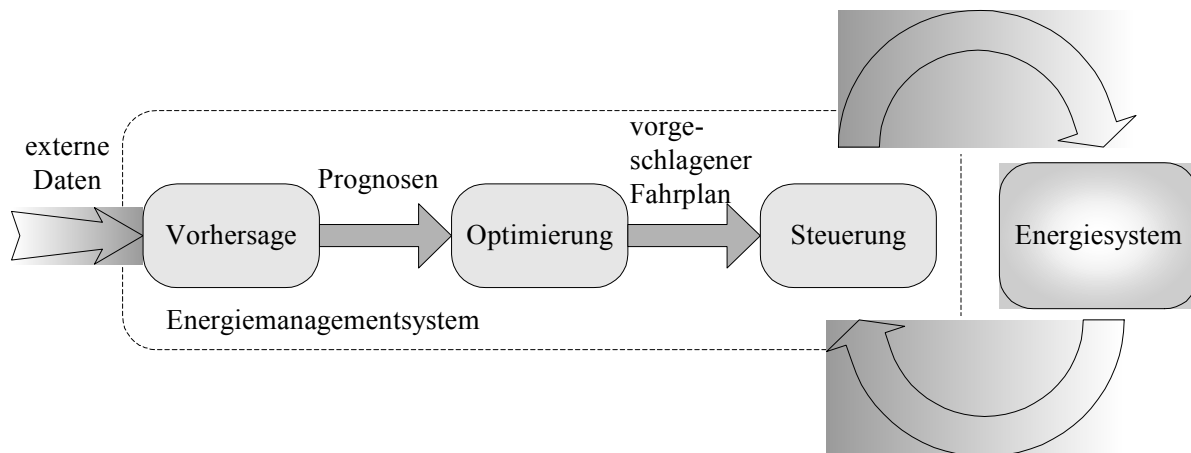 externe
Daten
Vorhersage
Prognosen
Optimierung
vorge-
schlagener
Fahrplan
Steuerung
Energiesystem
Energiemanagementsystem